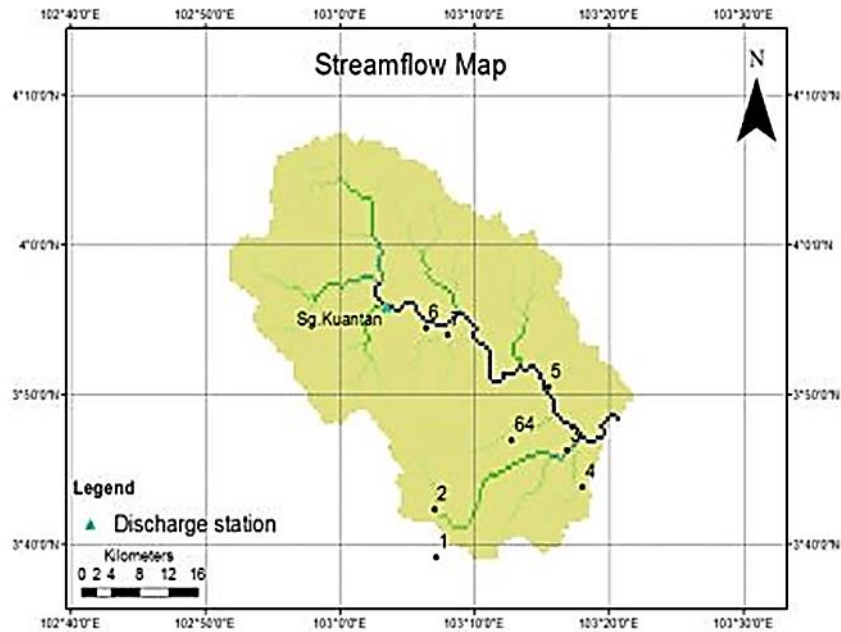 102°40'0"E 102°50'0"E 103°0'0"E 103°10'0"E 103°20'0"E 103°30'0"E
Streamflow Map
N
4°10'0"N 4°10'0"N
4°0'0"N 4°0'0"N
6
Sg.Kuantan
5
3°50'0"N 3°50'0"N
64
4
2
Legend
Discharge station
1
3°40'0"N 3°40'0"N
Kilometers
0 2 4 8 12 16
102°40'0"E 102°50'0"E 103°0'0"E 103°10'0"E 103°20'0"E 103°30'0"E